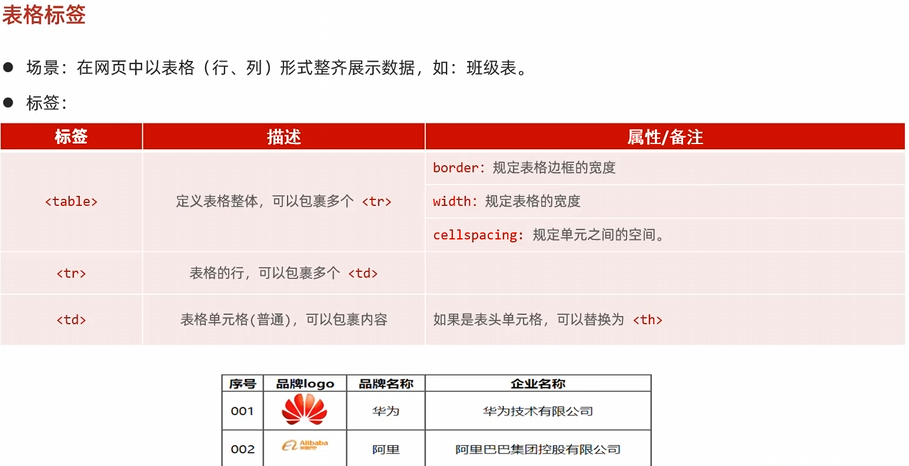 表格标签
● 场景：在网页中以表格（行、列）形式整齐展示数据，如：班级表。
● 标签：
标签 描述 属性/备注
<table> 定义表格整体，可以包裹多个 <tr> border：规定表格边框的宽度
width：规定表格的宽度
cellspacing: 规定单元之间的空间。
<tr> 表格的行，可以包裹多个 <td>
<td> 表格单元格(普通)，可以包裹内容 如果是表头单元格，可以替换为 <th>
序号 品牌logo 品牌名称 企业名称
001 华为 华为技术有限公司
002 Alibaba 阿里 阿里巴巴集团控股有限公司